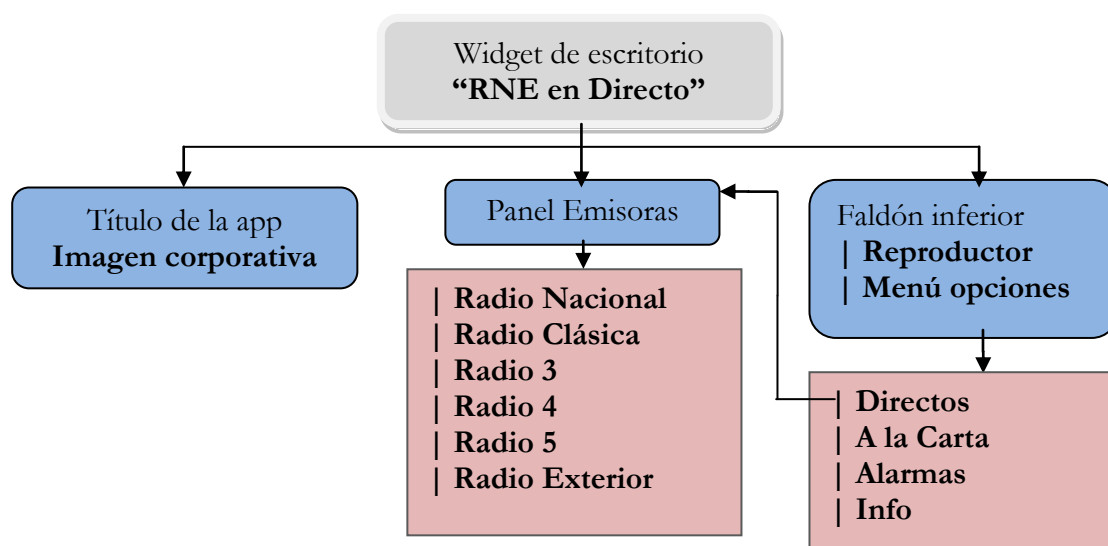 Widget de escritorio
“RNE en Directo”
Título de la app
Imagen corporativa
Panel Emisoras
Faldón inferior
| Reproductor
| Menú opciones
| Radio Nacional
| Radio Clásica
| Radio 3
| Radio 4
| Radio 5
| Radio Exterior
| Directos
| A la Carta
| Alarmas
| Info